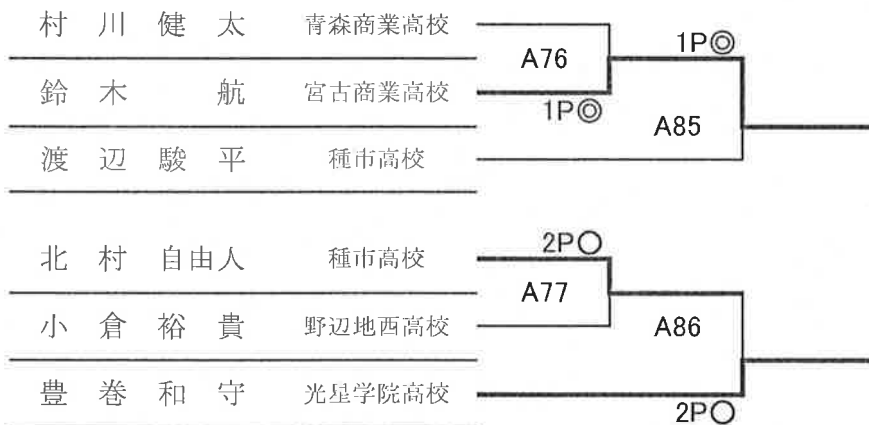 村川健太 青森商業高校
A76 1P◎
鈴木航 宮古商業高校
1P◎ A85
渡辺駿平 種市高校
北村自由人 種市高校 2P○
A77
小倉裕貴 野辺地西高校 A86
豊巻和守 光星学院高校
2P○